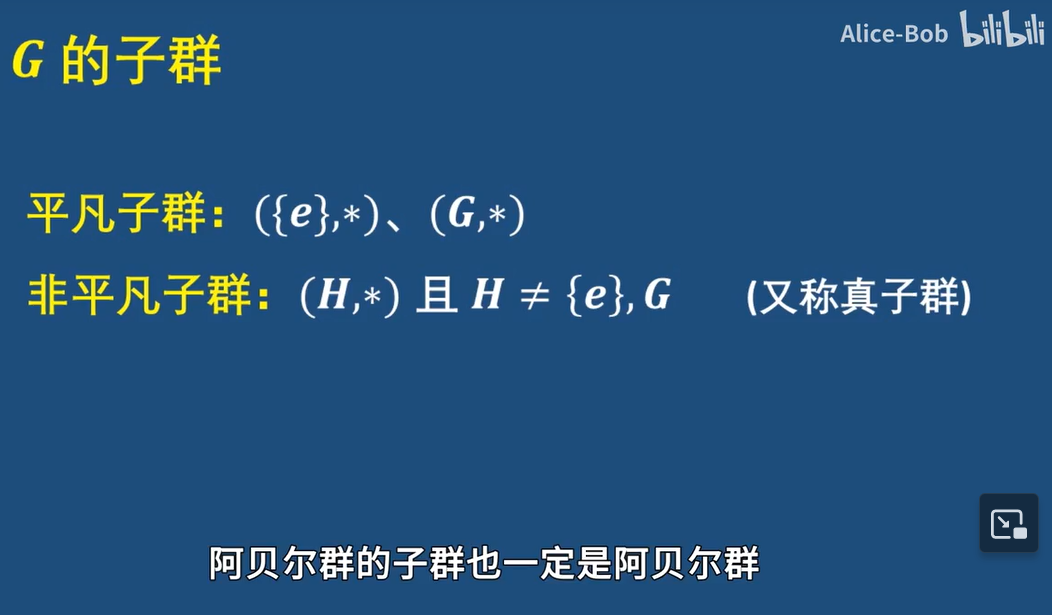 Alice-Bob bilibili
G 的子群
平凡子群：({e},*)、(G,*)
非平凡子群：(H,*) 且 H ≠ {e}, G (又称真子群)
阿贝尔群的子群也一定是阿贝尔群